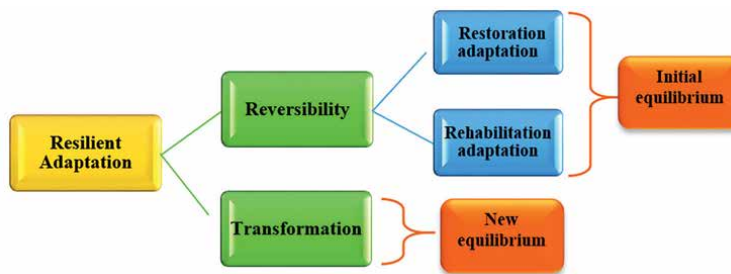 Resilient
Adaptation
Reversibility
Transformation
Restoration
adaptation
Rehabilitation
adaptation
Initial
equilibrium
New
equilibrium